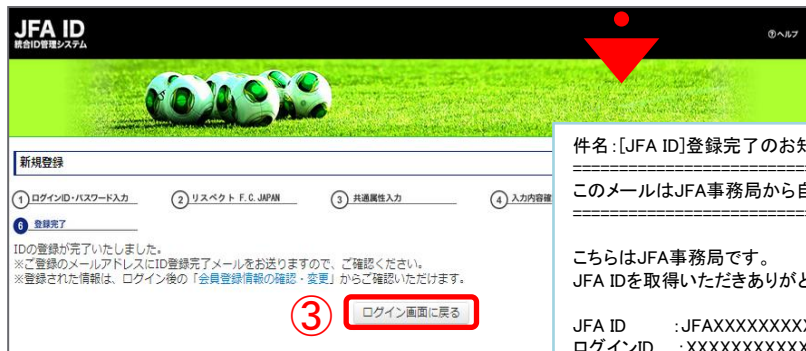 JFA ID
統合ID管理システム
?ヘルプ
新規登録
1 ログインID・パスワード入力
2 リスペクト F.C.JAPAN
3 共通属性入力
4 入力内容確
6 登録完了
IDの登録が完了いたしました。
※ご登録のメールアドレスにID登録完了メールをお送りますので、ご確認ください。
※登録された情報は、ログイン後の「会員登録情報の確認・変更」からご確認いただけます。
③
ログイン画面に戻る
件名:[JFA ID]登録完了のお知
==========================
このメールはJFA事務局から自
==========================
こちらはJFA事務局です。
JFA IDを取得いただきありがと
JFA ID :JFAXXXXXXXX
ログインID :XXXXXXXXXXX